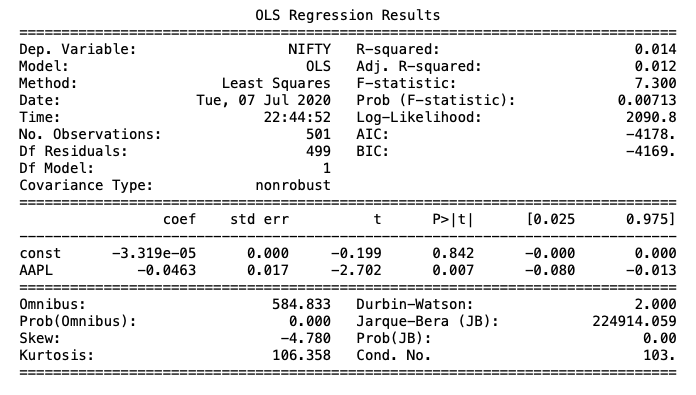 OLS Regression Results
==============================================================================
Dep. Variable: NIFTY R-squared: 0.014
Model: OLS Adj. R-squared: 0.012
Method: Least Squares F-statistic: 7.300
Date: Tue, 07 Jul 2020 Prob (F-statistic): 0.00713
Time: 22:44:52 Log-Likelihood: 2090.8
No. Observations: 501 AIC: -4178.
Df Residuals: 499 BIC: -4169.
Df Model: 1
Covariance Type: nonrobust
==============================================================================
coef std err t P>|t| [0.025 0.975]
------------------------------------------------------------------------------
const -3.319e-05 0.000 -0.199 0.842 -0.000 0.000
AAPL -0.0463 0.017 -2.702 0.007 -0.080 -0.013
==============================================================================
Omnibus: 584.833 Durbin-Watson: 2.000
Prob(Omnibus): 0.000 Jarque-Bera (JB): 224914.059
Skew: -4.780 Prob(JB): 0.00
Kurtosis: 106.358 Cond. No. 103.
==============================================================================